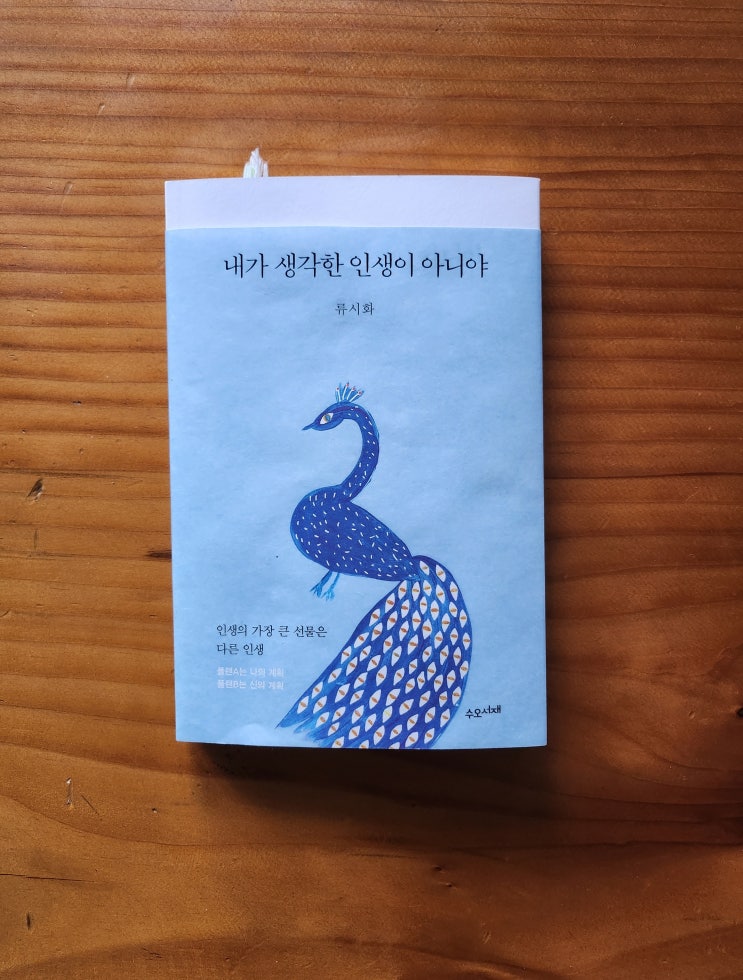 내가 생각한 인생이 아니야
류시화
인생의 가장 큰 선물은
다른 인생
플랜A는 나의 계획
플랜B는 신의 계획
수오서재